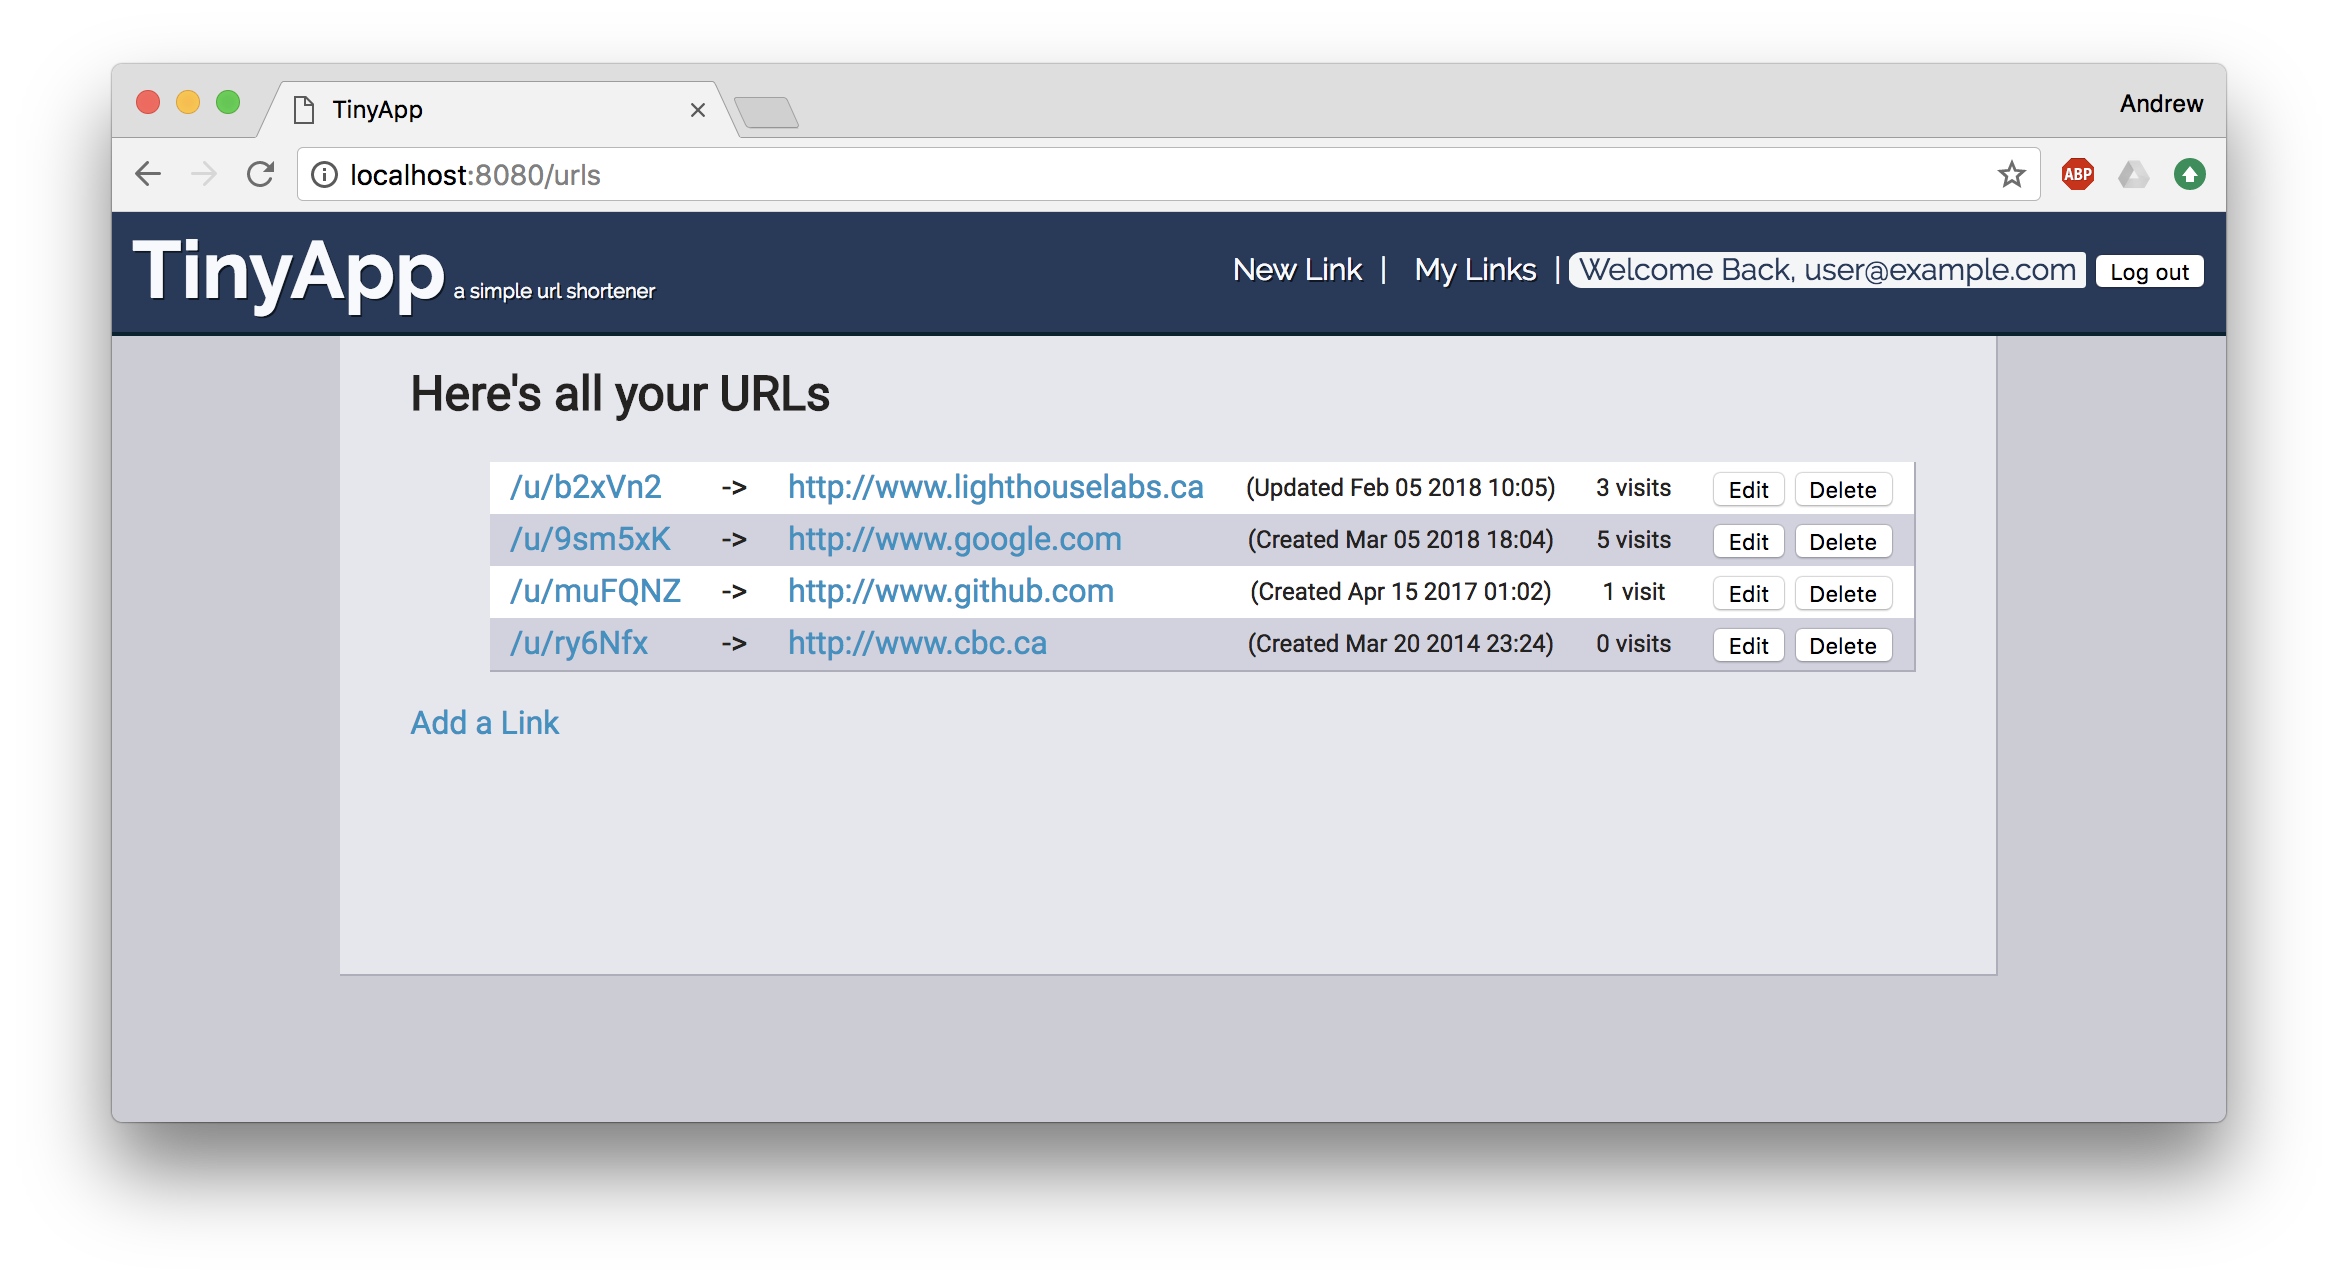 TinyApp
Andrew
localhost:8080/urls
ABP
TinyApp a simple url shortener
New Link | My Links | Welcome Back, user@example.com Log out
Here's all your URLs
/u/b2xVn2 -> http://www.lighthouselabs.ca (Updated Feb 05 2018 10:05) 3 visits Edit Delete
/u/9sm5xK -> http://www.google.com (Created Mar 05 2018 18:04) 5 visits Edit Delete
/u/muFQNZ -> http://www.github.com (Created Apr 15 2017 01:02) 1 visit Edit Delete
/u/ry6Nfx -> http://www.cbc.ca (Created Mar 20 2014 23:24) 0 visits Edit Delete
Add a Link